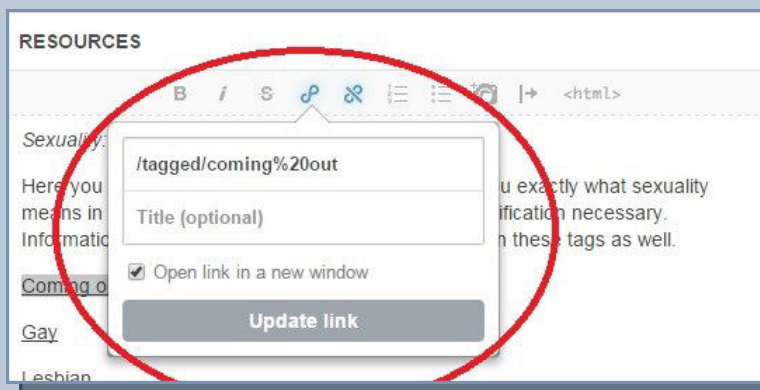 RESOURCES
B i S <html>
Sexuality:
/tagged/coming%20out
Here you u exactly what sexuality
means in Title (optional) ification necessary.
Informatic n these tags as well.
Open link in a new window
Coming o
Update link
Gay
Lesbian